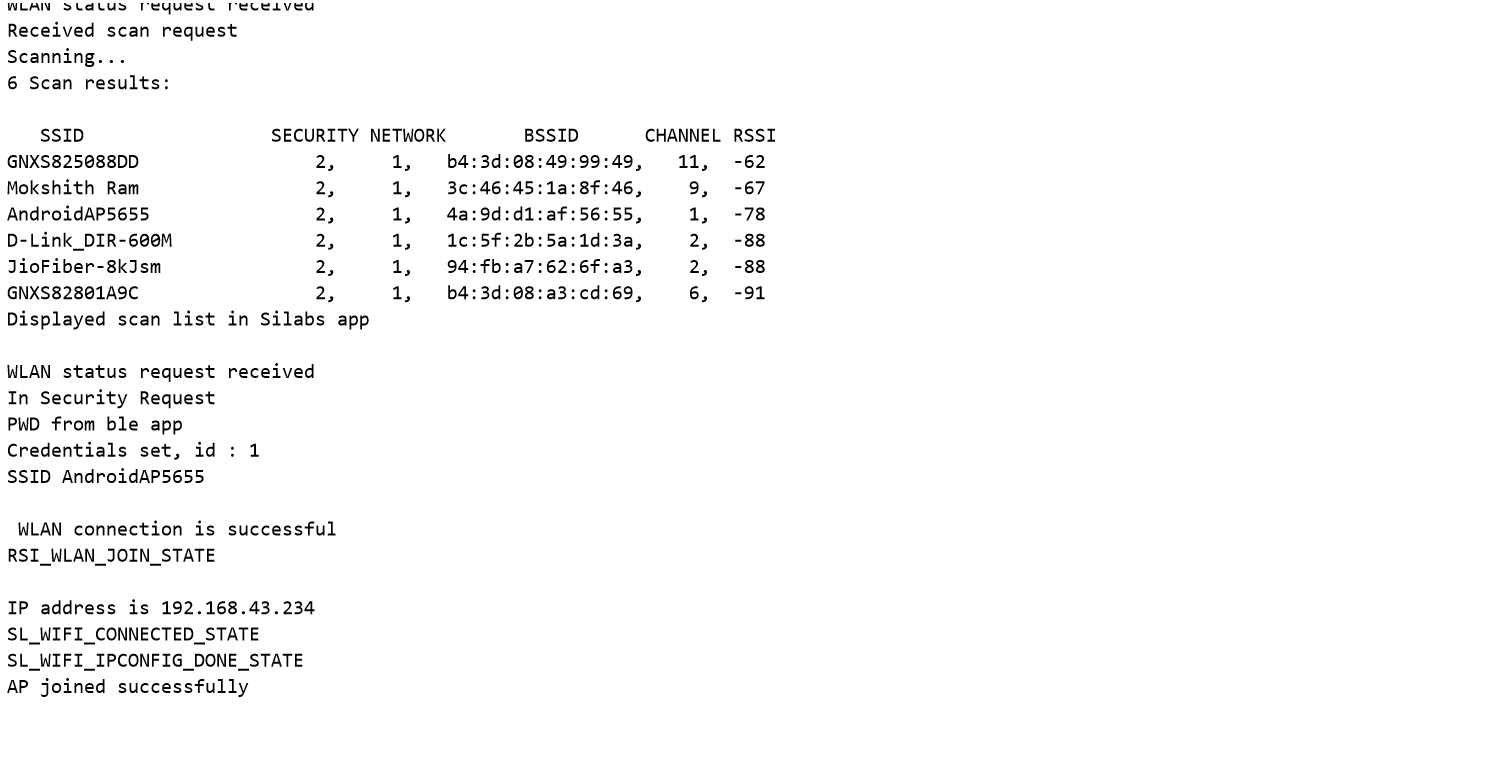 WLAN status request received
Received scan request
Scanning...
6 Scan results:
SSID SECURITY NETWORK BSSID CHANNEL RSSI
GNXS825088DD 2, 1, b4:3d:08:49:99:49, 11, -62
Mokshith Ram 2, 1, 3c:46:45:1a:8f:46, 9, -67
AndroidAP5655 2, 1, 4a:9d:d1:af:56:55, 1, -78
D-Link_DIR-600M 2, 1, 1c:5f:2b:5a:1d:3a, 2, -88
JioFiber-8kJsm 2, 1, 94:fb:a7:62:6f:a3, 2, -88
GNXS82801A9C 2, 1, b4:3d:08:a3:cd:69, 6, -91
Displayed scan list in Silabs app
WLAN status request received
In Security Request
PWD from ble app
Credentials set, id : 1
SSID AndroidAP5655
WLAN connection is successful
RSI_WLAN_JOIN_STATE
IP address is 192.168.43.234
SL_WIFI_CONNECTED_STATE
SL_WIFI_IPCONFIG_DONE_STATE
AP joined successfully